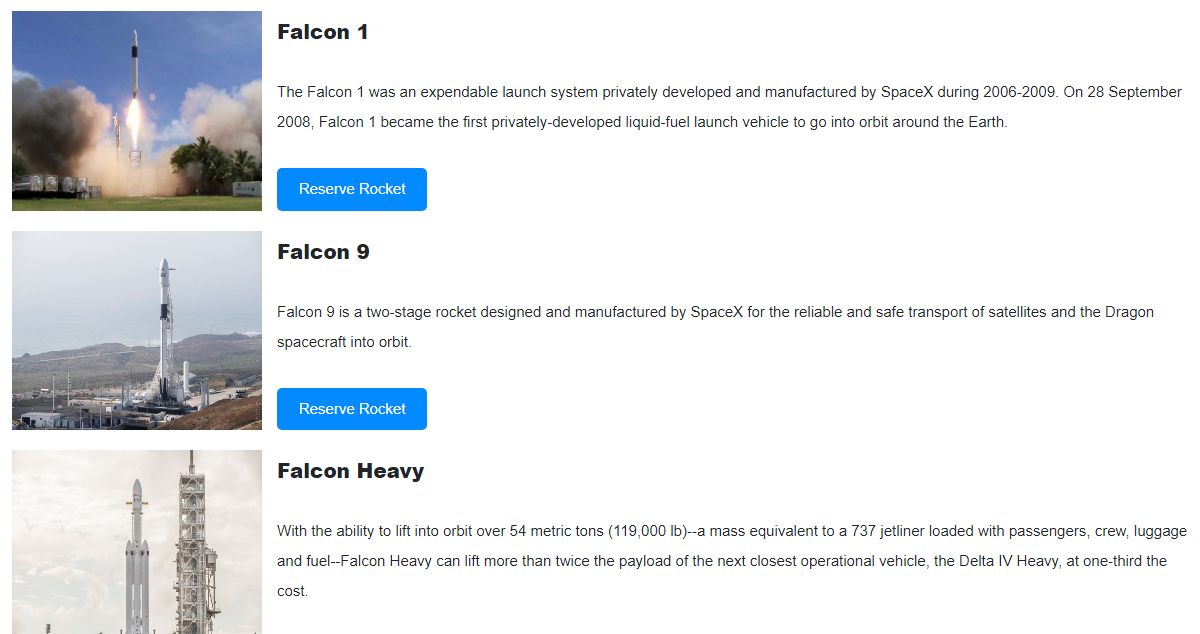 Falcon 1
The Falcon 1 was an expendable launch system privately developed and manufactured by SpaceX during 2006-2009. On 28 September
2008, Falcon 1 became the first privately-developed liquid-fuel launch vehicle to go into orbit around the Earth.
Reserve Rocket
Falcon 9
Falcon 9 is a two-stage rocket designed and manufactured by SpaceX for the reliable and safe transport of satellites and the Dragon
spacecraft into orbit.
Reserve Rocket
Falcon Heavy
With the ability to lift into orbit over 54 metric tons (119,000 lb)--a mass equivalent to a 737 jetliner loaded with passengers, crew, luggage
and fuel--Falcon Heavy can lift more than twice the payload of the next closest operational vehicle, the Delta IV Heavy, at one-third the
cost.